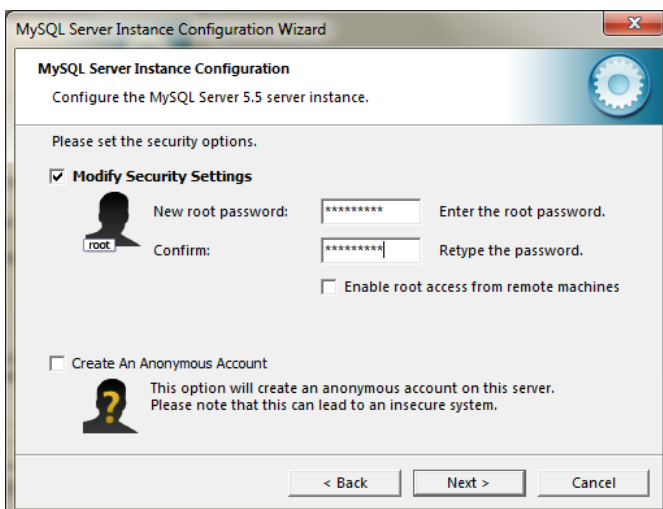 MySQL Server Instance Configuration Wizard
MySQL Server Instance Configuration
Configure the MySQL Server 5.5 server instance.
Please set the security options.
Modify Security Settings
root
New root password: ********* Enter the root password.
Confirm: ********* Retype the password.
Enable root access from remote machines
Create An Anonymous Account
?
This option will create an anonymous account on this server.
Please note that this can lead to an insecure system.
< Back Next > Cancel